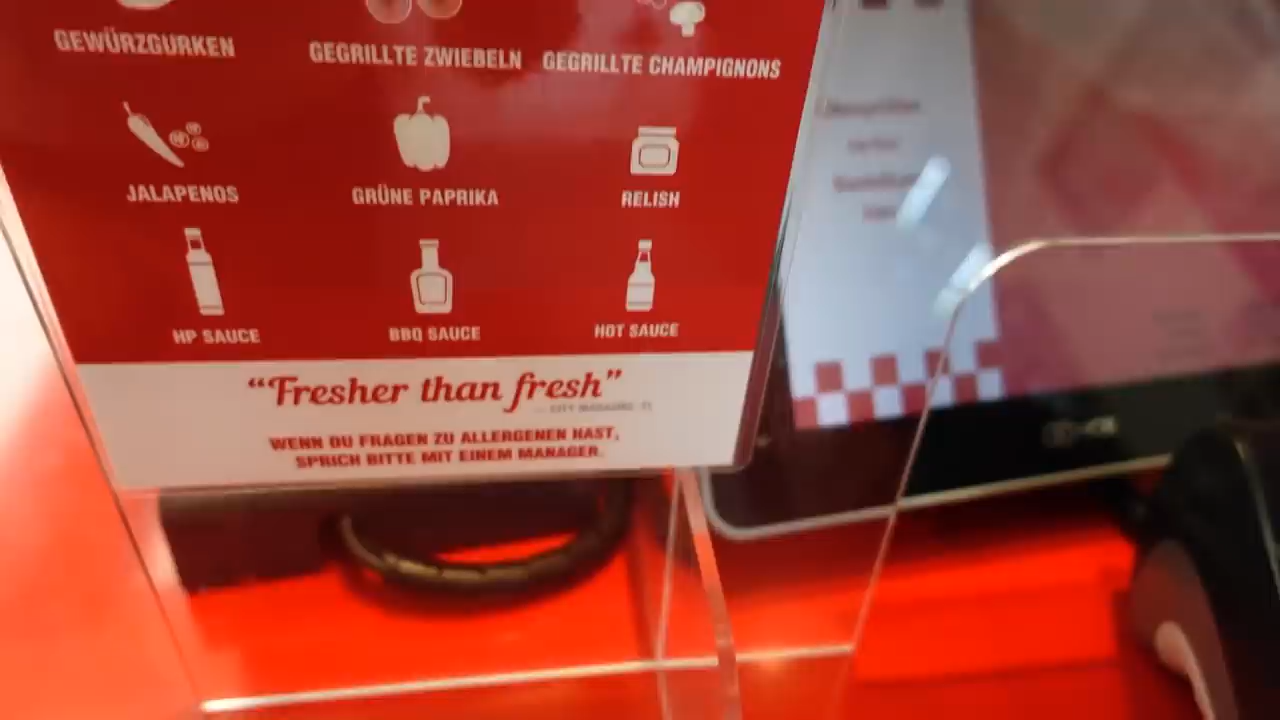 GEWÜRZGURKEN
GEGRILLTE ZWIEBELN
GEGRILLTE CHAMPIGNONS
JALAPENOS
GRÜNE PAPRIKA
RELISH
HP SAUCE
BBQ SAUCE
HOT SAUCE
“Fresher than fresh”
WENN DU FRAGEN ZU ALLERGENEN HAST,
SPRICH BITTE MIT EINEM MANAGER.